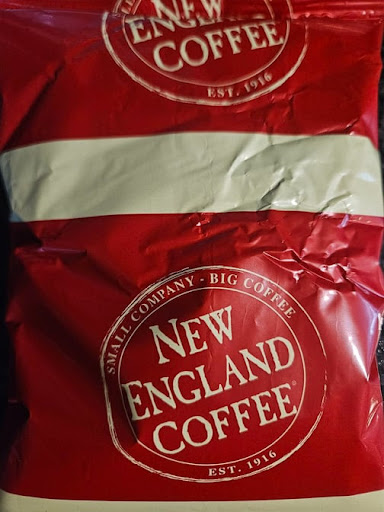 NEW
ENGLAND
COFFEE
EST. 1916
SMALL COMPANY - BIG COFFEE
NEW
ENGLAND
COFFEE®
EST. 1916